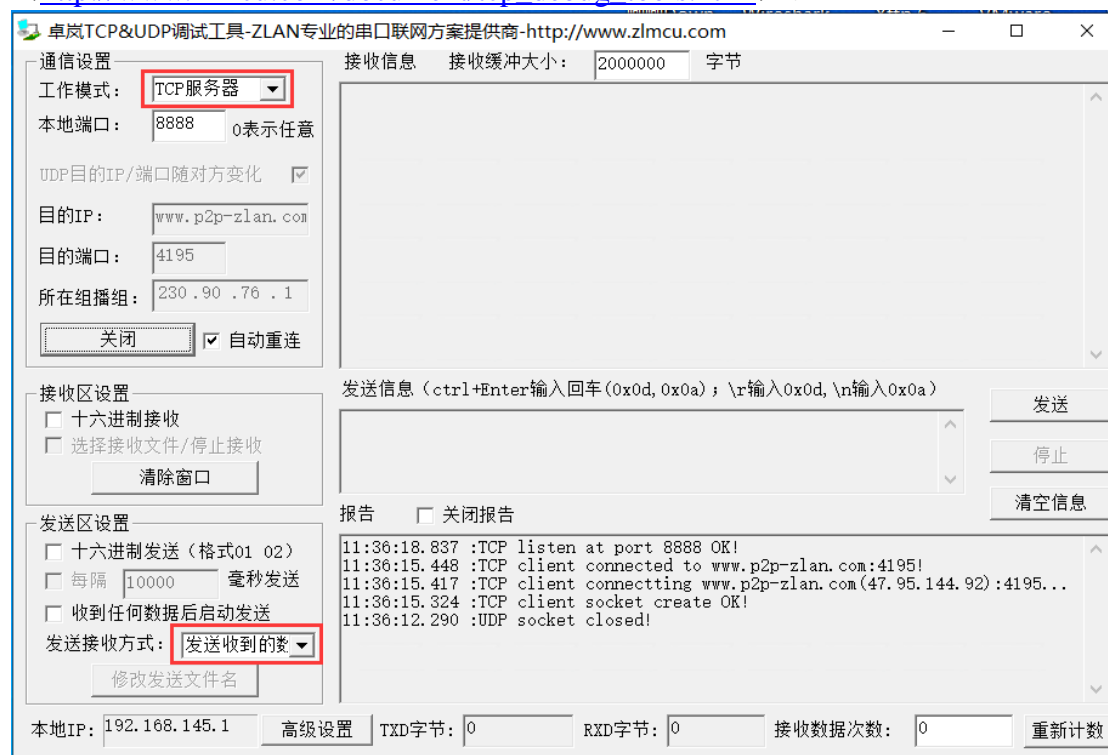 卓岚TCP&UDP调试工具-ZLAN专业的串口联网方案提供商-http://www.zlmcu.com
通信设置
工作模式： TCP服务器
本地端口： 8888 0表示任意
UDP目的IP/端口随对方变化
目的IP： www.p2p-zlan.com
目的端口： 4195
所在组播组： 230 .90 .76 .1
关闭 自动重连
接收信息 接收缓冲大小： 2000000 字节
接收区设置
十六进制接收
选择接收文件/停止接收
清除窗口
发送信息（ctrl+Enter输入回车(0x0d,0x0a)；\r输入0x0d,\n输入0x0a）
发送
停止
清空信息
发送区设置
十六进制发送（格式01 02）
每隔 10000 毫秒发送
收到任何数据后启动发送
发送接收方式： 发送收到的数
修改发送文件名
报告 关闭报告
11:36:18.837 :TCP listen at port 8888 OK!
11:36:15.448 :TCP client connected to www.p2p-zlan.com:4195!
11:36:15.417 :TCP client connectting www.p2p-zlan.com(47.95.144.92):4195...
11:36:15.324 :TCP client socket create OK!
11:36:12.290 :UDP socket closed!
本地IP: 192.168.145.1 高级设置 TXD字节: 0 RXD字节: 0 接收数据次数: 0 重新计数